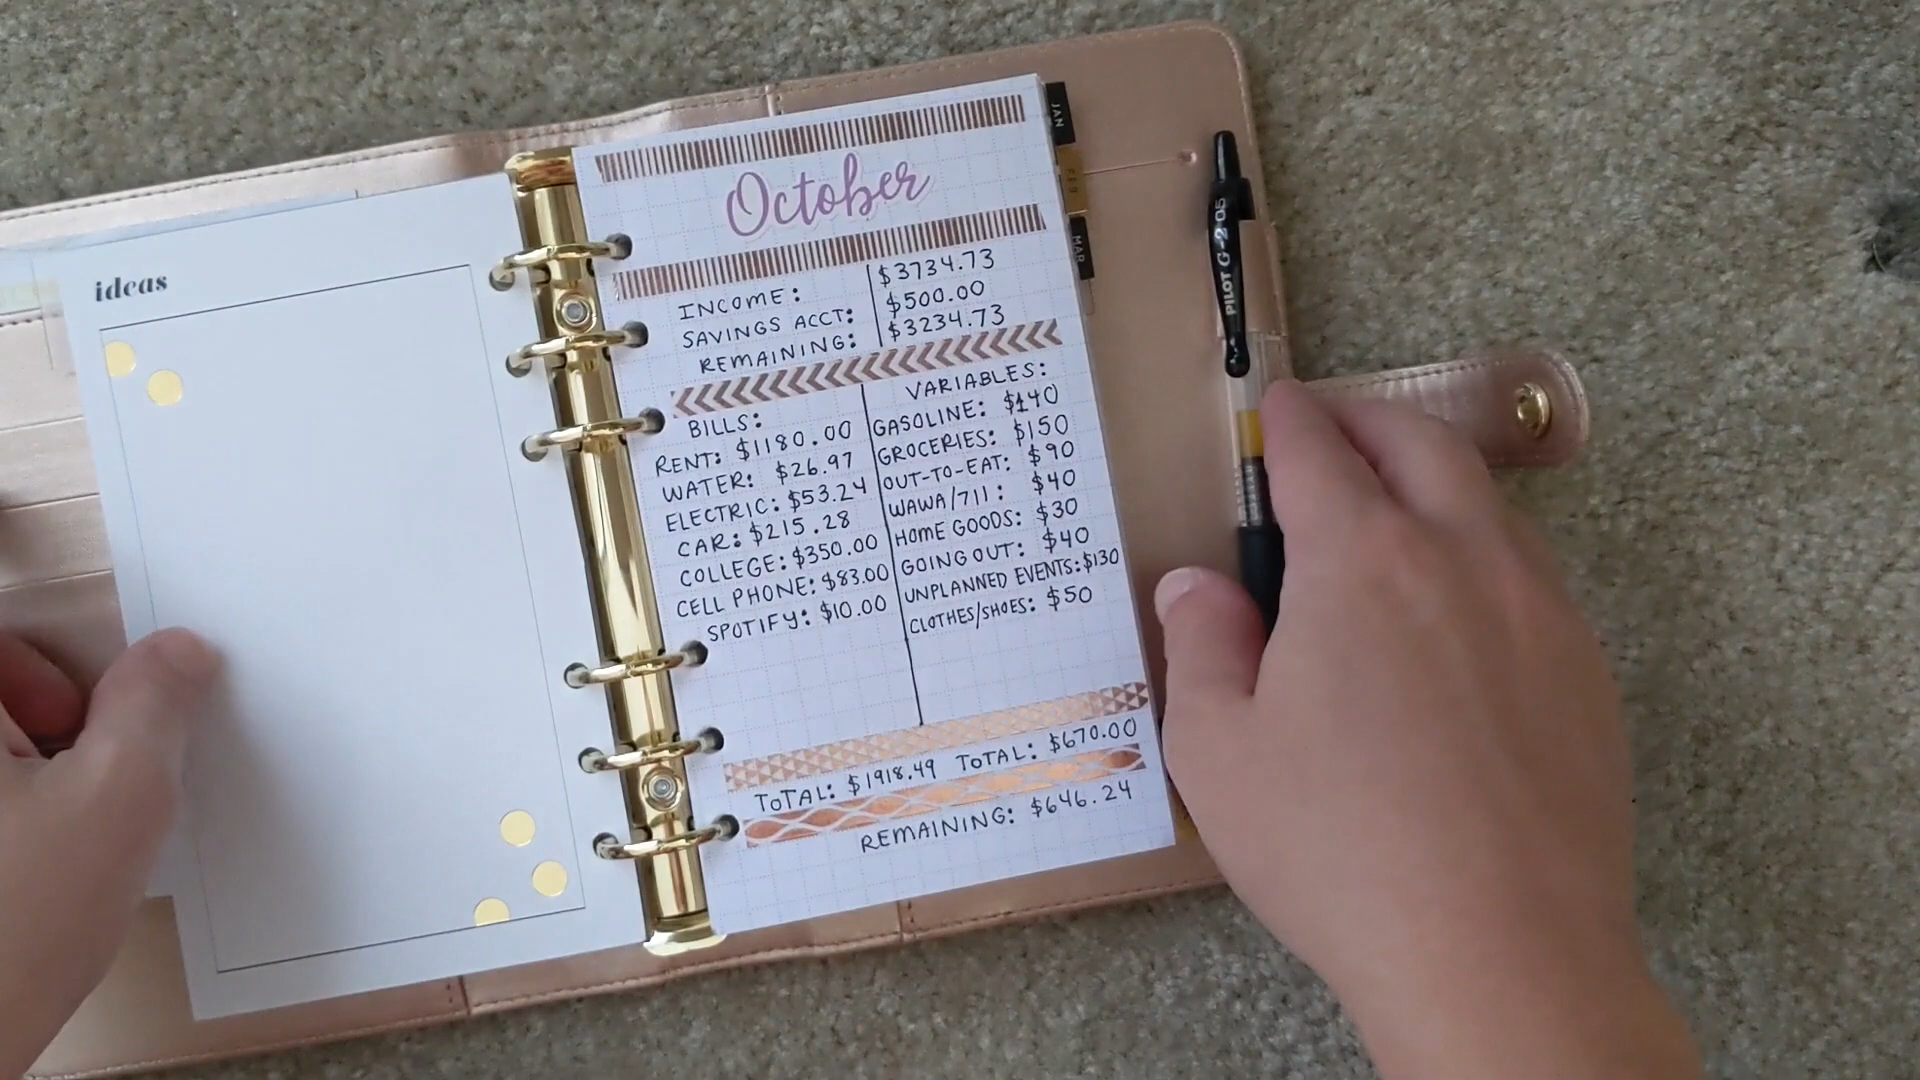 ideas
October
INCOME: $3734.73
SAVINGS ACCT: $500.00
REMAINING: $3234.73
BILLS:
RENT: $1180.00
WATER: $26.97
ELECTRIC: $53.24
CAR: $215.28
COLLEGE: $350.00
CELL PHONE: $83.00
SPOTIFY: $10.00
VARIABLES:
GASOLINE: $140
GROCERIES: $150
OUT-TO-EAT: $90
WAWA/711: $40
HOME GOODS: $30
GOING OUT: $40
UNPLANNED EVENTS: $130
CLOTHES/SHOES: $50
TOTAL: $1918.49 TOTAL: $670.00
REMAINING: $646.24
JAN
FEB
MAR
PILOT G-2 05